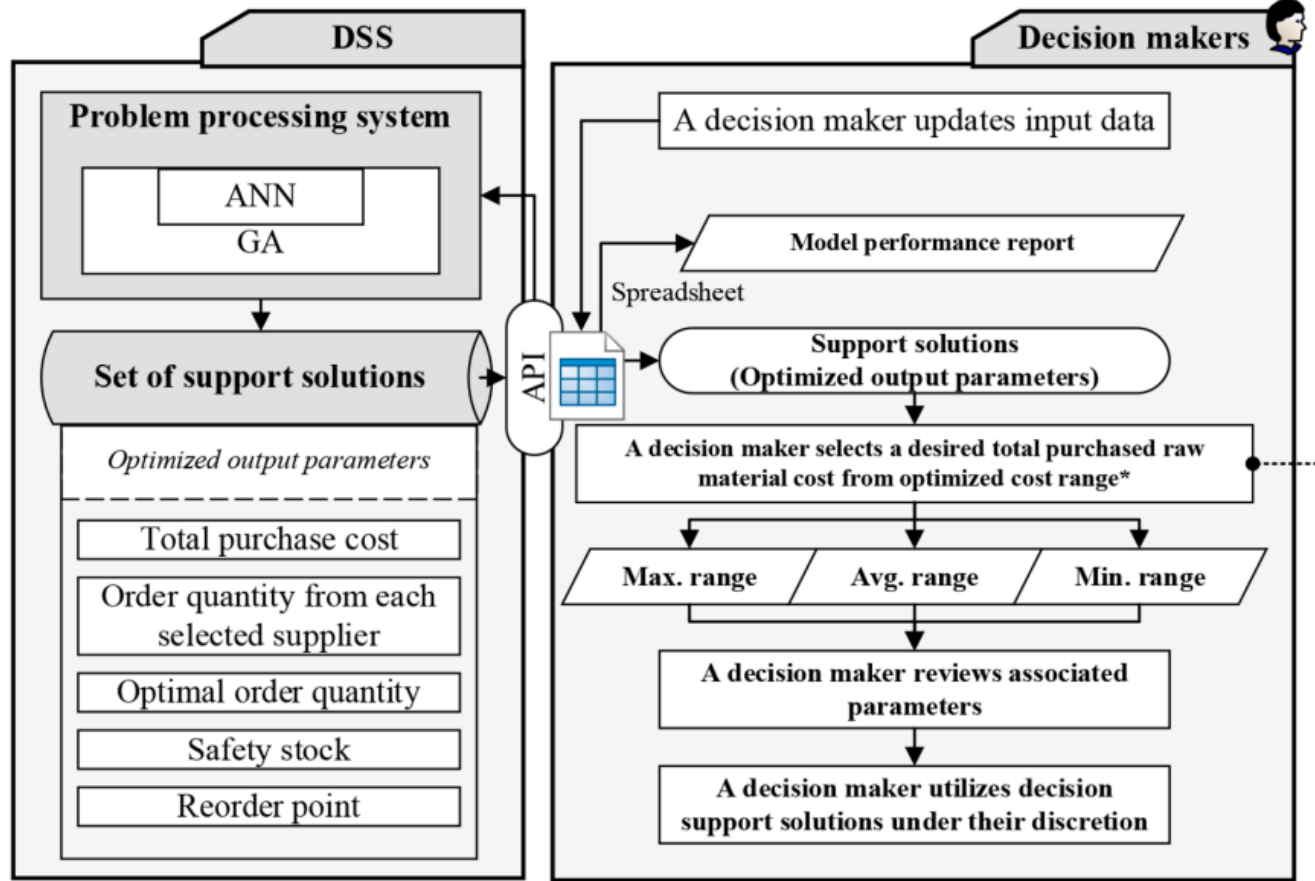 DSS
Problem processing system
ANN
GA
Set of support solutions
Optimized output parameters
Total purchase cost
Order quantity from each
selected supplier
Optimal order quantity
Safety stock
Reorder point
API
Decision makers
A decision maker updates input data
Model performance report
Spreadsheet
Support solutions
(Optimized output parameters)
A decision maker selects a desired total purchased raw
material cost from optimized cost range*
Max. range
Avg. range
Min. range
A decision maker reviews associated
parameters
A decision maker utilizes decision
support solutions under their discretion